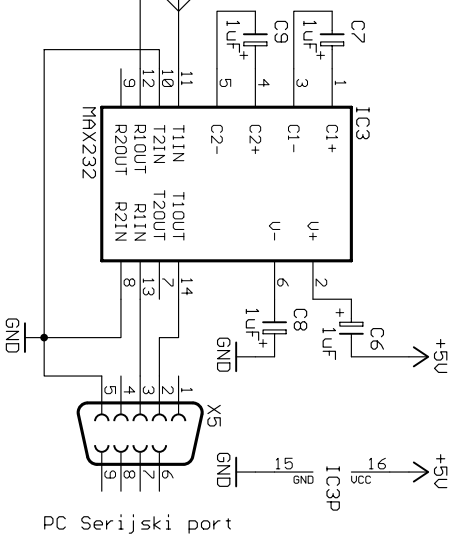 C9
1uF
+
C7
1uF
+
5
4
3
1
IC3
C2-
C2+
C1-
C1+
9
12
10
11
R2OUT
R1OUT
T2IN
T1IN
MAX232
R2IN
R1IN
T2OUT
T1OUT
V-
V+
8
13
7
14
6
2
C8
1uF
+
C6
1uF
+
GND
GND
+5V
5
4
3
2
1
X5
9
8
7
6
GND
15
GND
IC3P
16
VCC
+5V
PC Serijski port